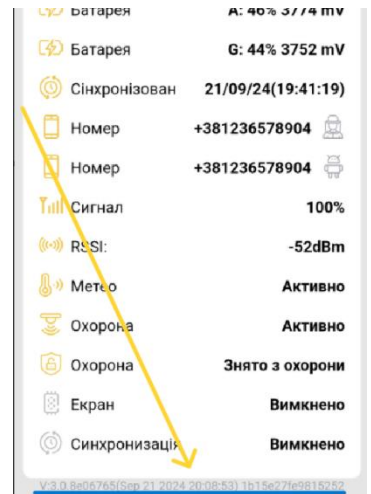 Батарея A: 46% 3774 mV
Батарея G: 44% 3752 mV
Сінхронізован 21/09/24(19:41:19)
Номер +381236578904
Номер +381236578904
Сигнал 100%
RSSI: -52dBm
Метео Активно
Охорона Активно
Охорона Знято з охорони
Екран Вимкнено
Синхронизація Вимкнено
V:3.0.8e06765(Sep 21 2024 20:08:53) 1b15e27fe9815252